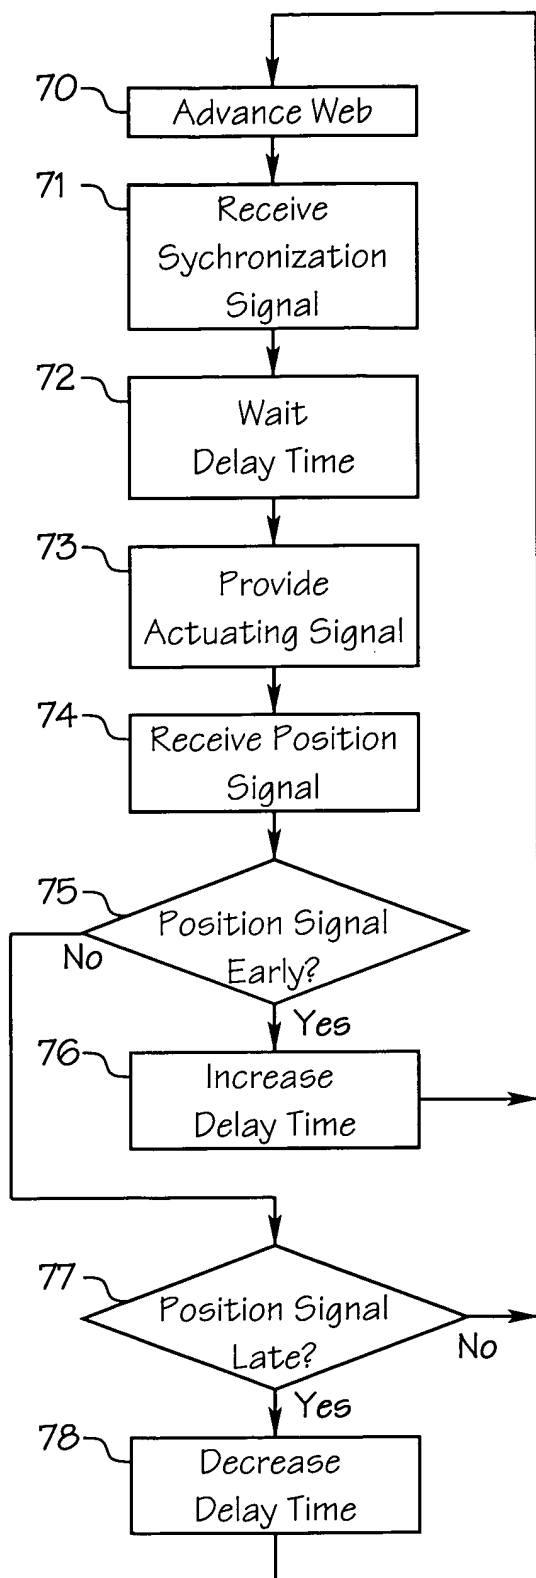 70
Advance Web
71
Receive
Sychronization
Signal
72
Wait
Delay Time
73
Provide
Actuating Signal
74
Receive Position
Signal
75
Position Signal
Early?
No
Yes
76
Increase
Delay Time
77
Position Signal
Late?
No
Yes
78
Decrease
Delay Time